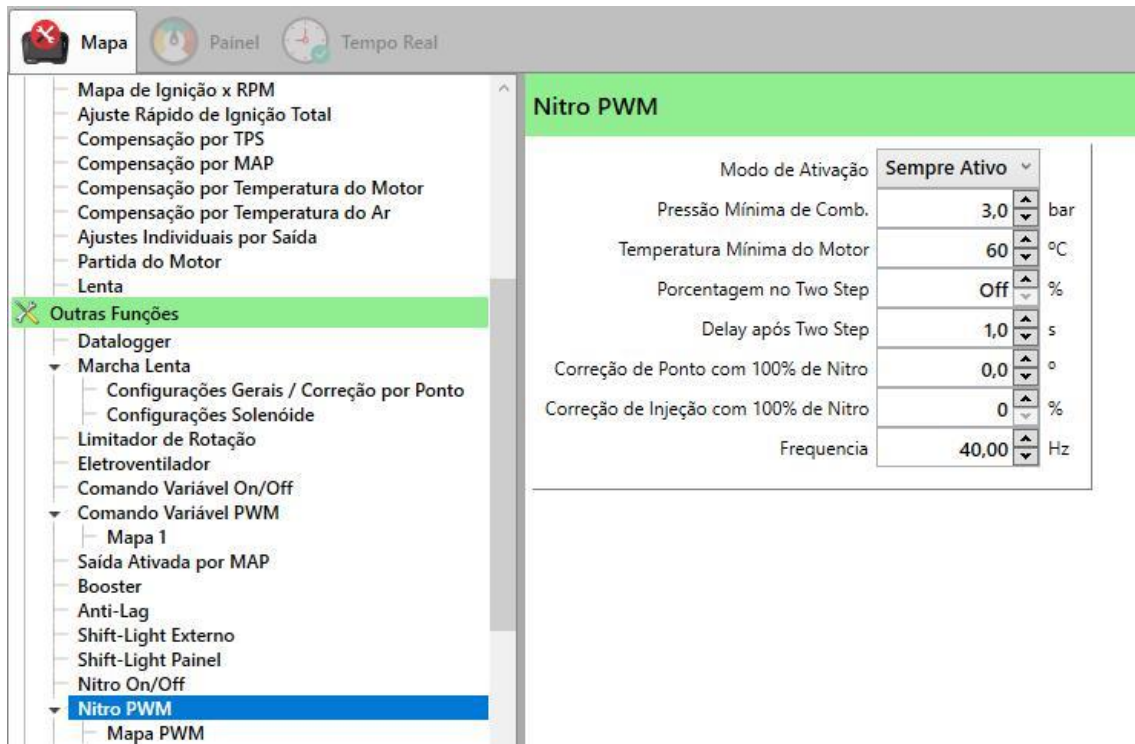 Mapa
Painel
Tempo Real
Mapa de Ignição x RPM
Ajuste Rápido de Ignição Total
Compensação por TPS
Compensação por MAP
Compensação por Temperatura do Motor
Compensação por Temperatura do Ar
Ajustes Individuais por Saída
Partida do Motor
Lenta
Outras Funções
Datalogger
Marcha Lenta
Configurações Gerais / Correção por Ponto
Configurações Solenóide
Limitador de Rotação
Eletroventilador
Comando Variável On/Off
Comando Variável PWM
Mapa 1
Saída Ativada por MAP
Booster
Anti-Lag
Shift-Light Externo
Shift-Light Painel
Nitro On/Off
Nitro PWM
Mapa PWM
Nitro PWM
Modo de Ativação Sempre Ativo
Pressão Mínima de Comb. 3,0 bar
Temperatura Mínima do Motor 60 ºC
Porcentagem no Two Step Off %
Delay após Two Step 1,0 s
Correção de Ponto com 100% de Nitro 0,0 º
Correção de Injeção com 100% de Nitro 0 %
Frequencia 40,00 Hz